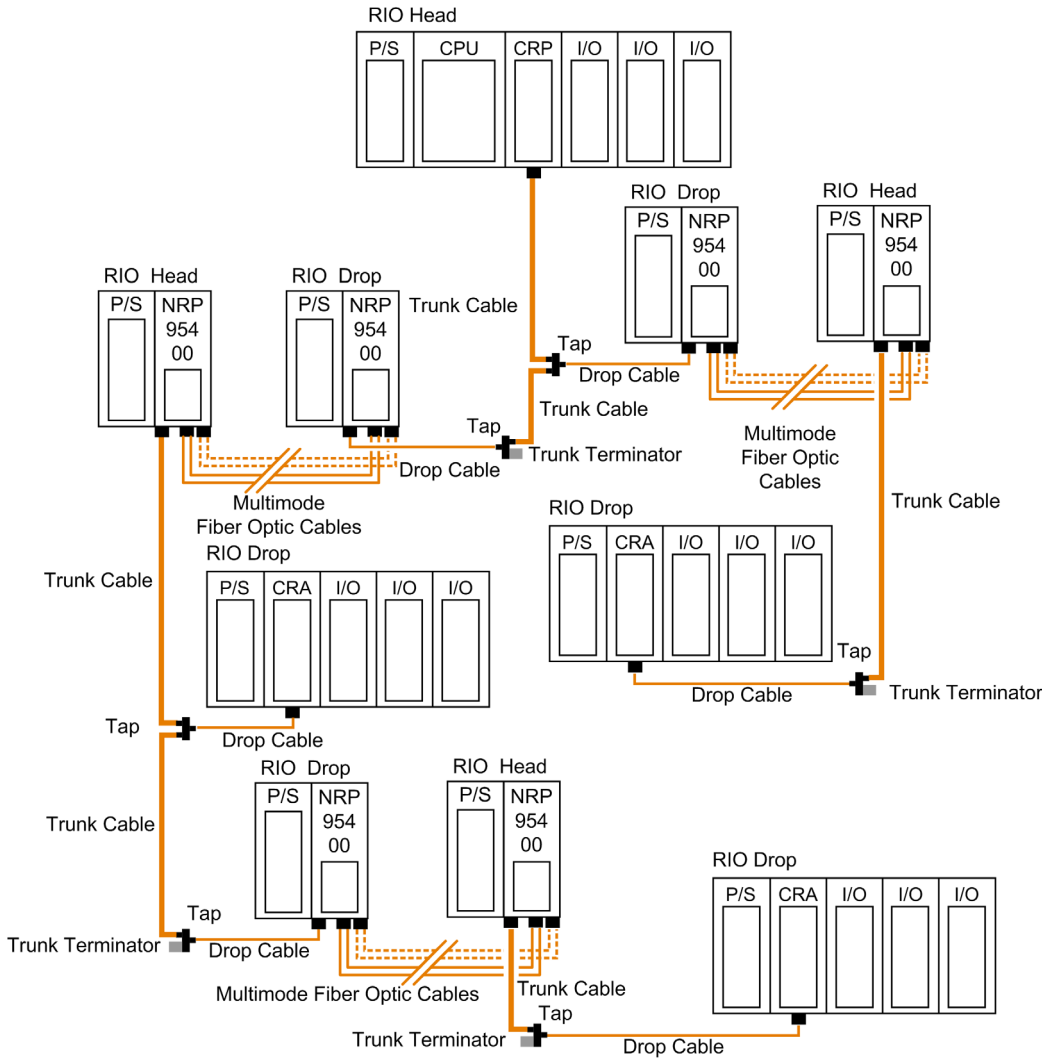 RIO Head
P/S CPU CRP I/O I/O I/O
RIO Drop
P/S NRP
954
00
RIO Head
P/S NRP
954
00
RIO Head
P/S NRP
954
00
RIO Drop
P/S NRP
954
00
Trunk Cable
Tap
Drop Cable
Trunk Cable
Tap
Trunk Terminator
Drop Cable
Multimode
Fiber Optic Cables
Multimode
Fiber Optic
Cables
Trunk Cable
RIO Drop
P/S CRA I/O I/O I/O
Tap
Drop Cable
Trunk Terminator
Trunk Cable
RIO Drop
P/S CRA I/O I/O I/O
Tap
Drop Cable
Trunk Cable
RIO Drop
P/S NRP
954
00
RIO Head
P/S NRP
954
00
Tap
Trunk Terminator
Drop Cable
Multimode Fiber Optic Cables
Trunk Cable
RIO Drop
P/S CRA I/O I/O I/O
Tap
Trunk Terminator
Drop Cable